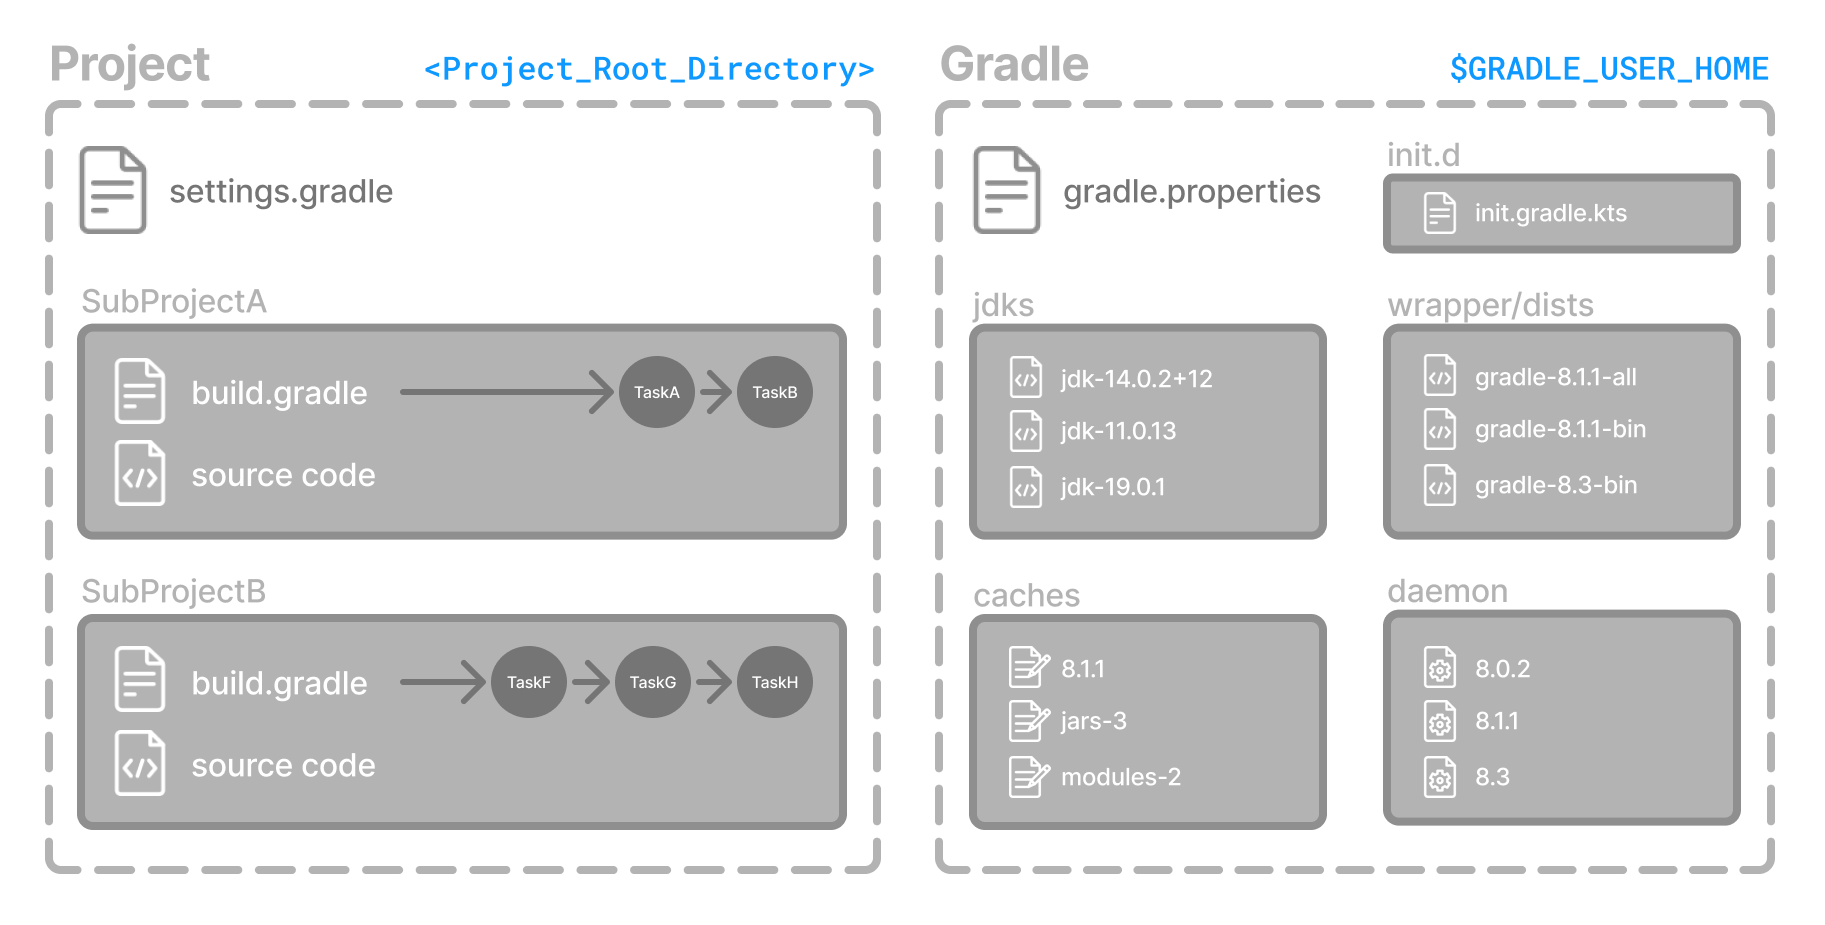 Project
<Project_Root_Directory>
settings.gradle
SubProjectA
build.gradle
TaskA
TaskB
source code
SubProjectB
build.gradle
TaskF
TaskG
TaskH
source code
Gradle
$GRADLE_USER_HOME
gradle.properties
init.d
init.gradle.kts
jdks
jdk-14.0.2+12
jdk-11.0.13
jdk-19.0.1
wrapper/dists
gradle-8.1.1-all
gradle-8.1.1-bin
gradle-8.3-bin
caches
8.1.1
jars-3
modules-2
daemon
8.0.2
8.1.1
8.3